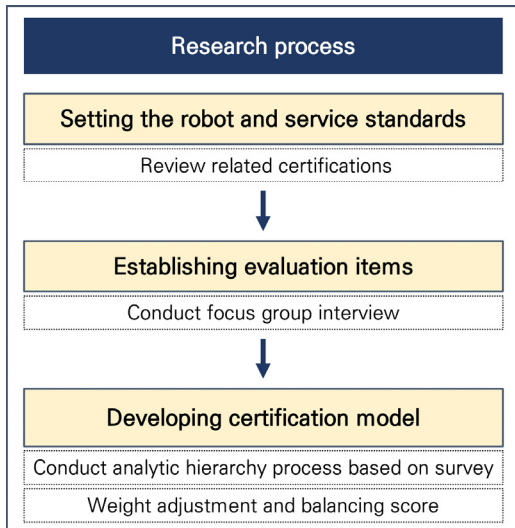 Research process
Setting the robot and service standards
Review related certifications
Establishing evaluation items
Conduct focus group interview
Developing certification model
Conduct analytic hierarchy process based on survey
Weight adjustment and balancing score